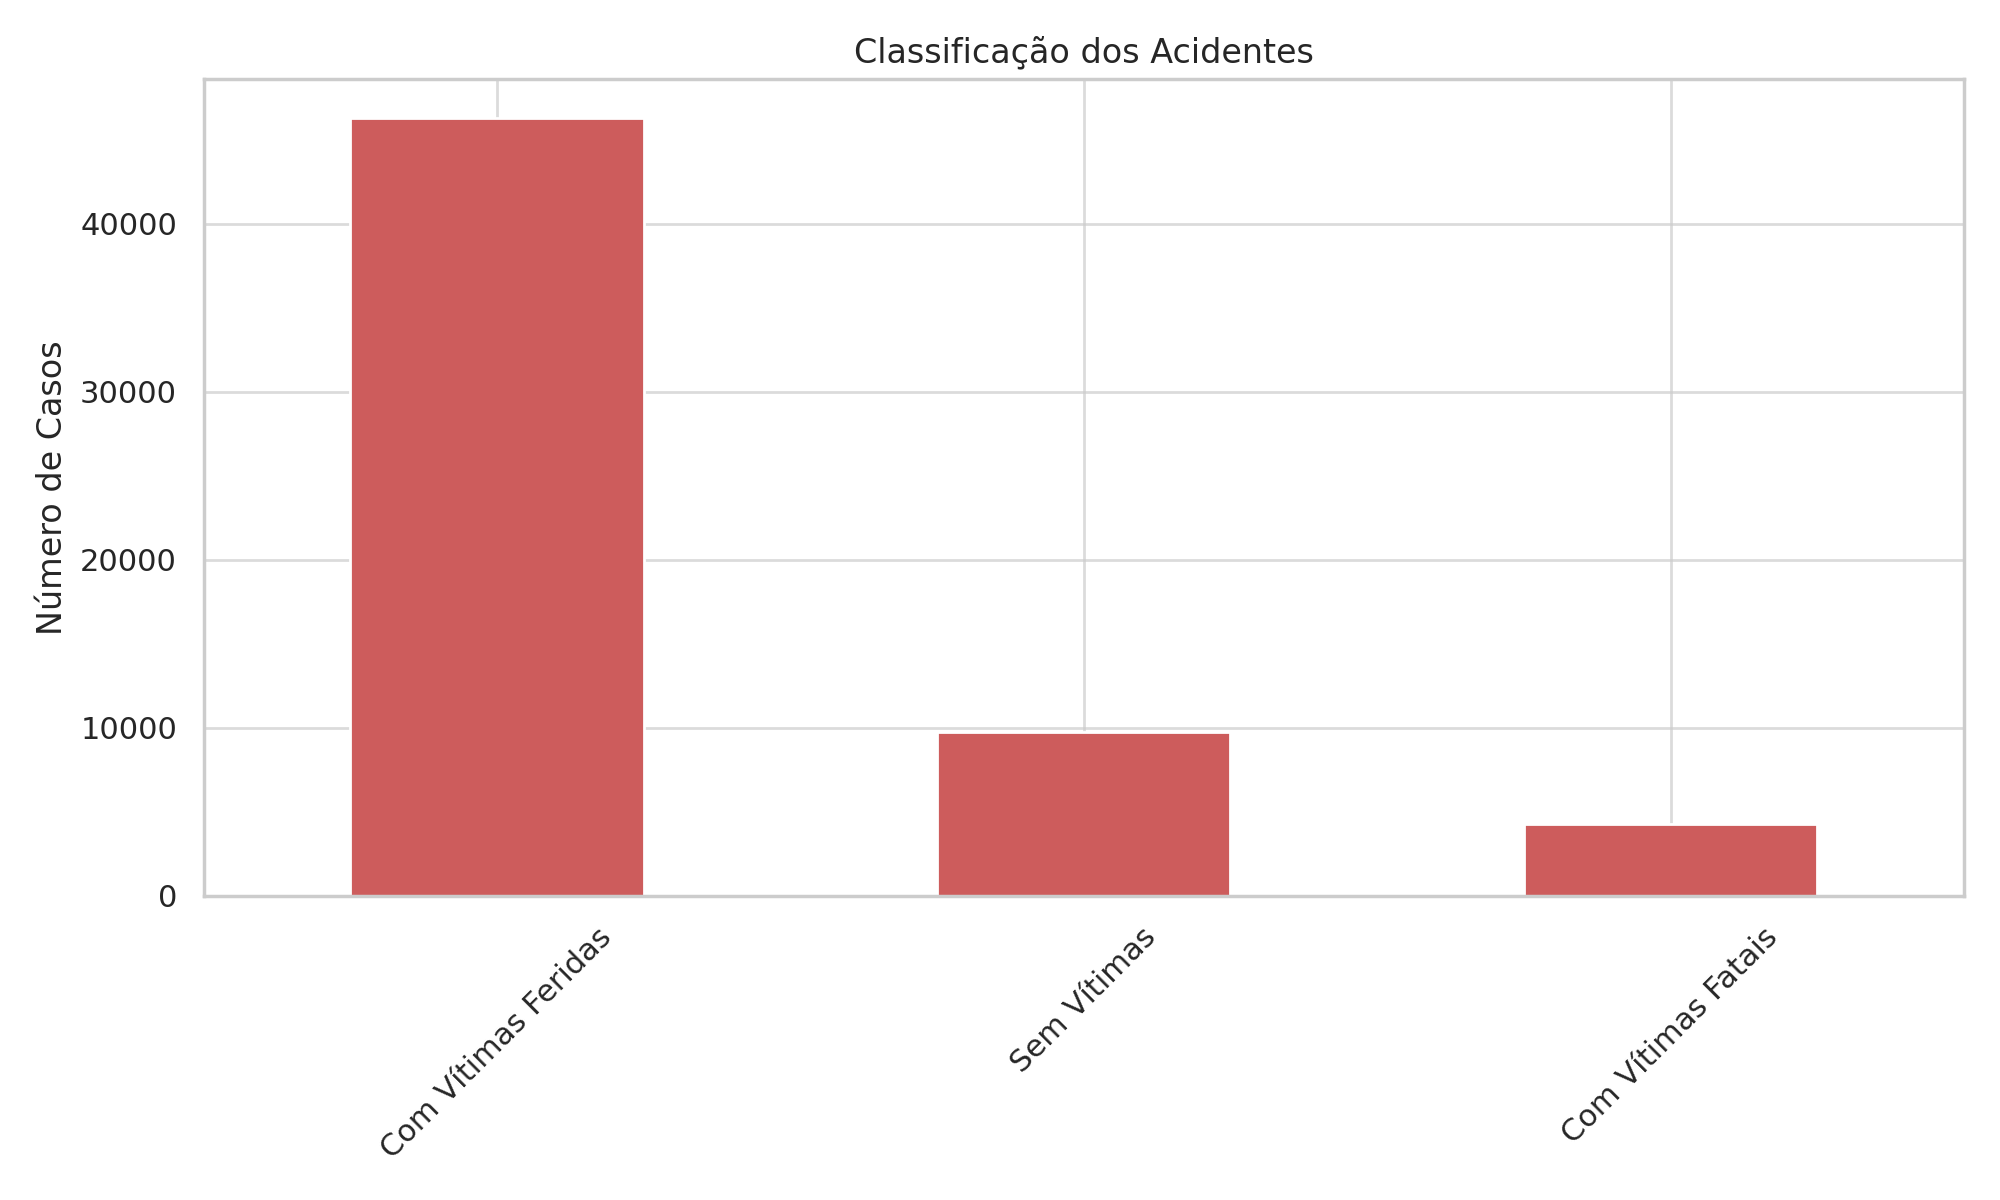 Classificação dos Acidentes
Número de Casos
40000
30000
20000
10000
0
Com Vítimas Feridas
Sem Vítimas
Com Vítimas Fatais